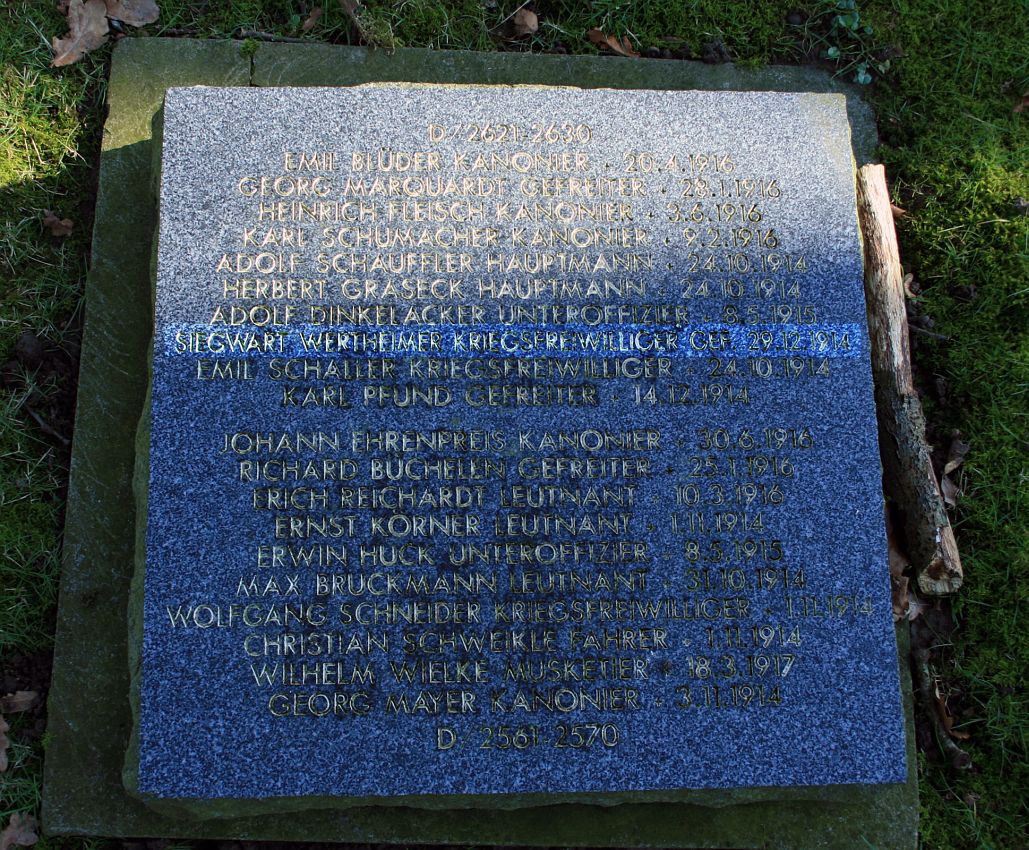 D / 2621-2630
EMIL BLÜDER KANONIER + 20.4.1916
GEORG MARQUARDT GEFREITER + 28.1.1916
HEINRICH FLEISCH KANONIER + 3.6.1916
KARL SCHUMACHER KANONIER + 9.2.1916
ADOLF SCHAUFFLER HAUPTMANN + 24.10.1914
HERBERT GRASECK HAUPTMANN + 24.10.1914
ADOLF DINKELACKER UNTEROFFIZIER + 8.5.1915
SIEGWART WERTHEIMER KRIEGSFREIWILLIGER GEF. 29.12.1914
EMIL SCHALLER KRIEGSFREIWILLIGER + 24.10.1914
KARL PFUND GEFREITER + 14.12.1914
JOHANN EHRENPREIS KANONIER + 30.6.1916
RICHARD BÜCHELEN GEFREITER + 25.1.1916
ERICH REICHARDT LEUTNANT + 10.3.1916
ERNST KÖRNER LEUTNANT + 1.11.1914
ERWIN HUCK UNTEROFFIZIER + 8.5.1915
MAX BRUCKMANN LEUTNANT + 31.10.1914
WOLFGANG SCHNEIDER KRIEGSFREIWILLIGER + 1.11.1914
CHRISTIAN SCHWEIKLE FAHRER + 1.11.1914
WILHELM WIELKE MUSKETIER + 18.3.1917
GEORG MAYER KANONIER + 3.11.1914
D / 2561-2570